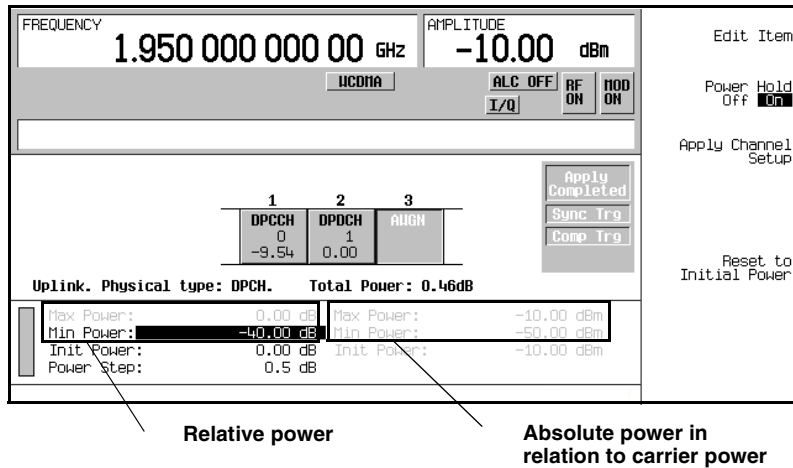 FREQUENCY
1.950 000 000 00 GHz
AMPLITUDE
-10.00 dBm
WCDMA
ALC OFF
I/Q
RF
ON
MOD
ON
Edit Item
Power Hold
Off On
Apply Channel
Setup
Reset to
Initial Power
1 2 3
DPCCH DPDCH AWGN
0 1
-9.54 0.00
Apply
Completed
Sync Trg
Comp Trg
Uplink. Physical type: DPCH. Total Power: 0.46dB
Max Power: 0.00 dB Max Power: -10.00 dBm
Min Power: -40.00 dB Min Power: -50.00 dBm
Init Power: 0.00 dB Init Power: -10.00 dBm
Power Step: 0.5 dB
Relative power
Absolute power in
relation to carrier power